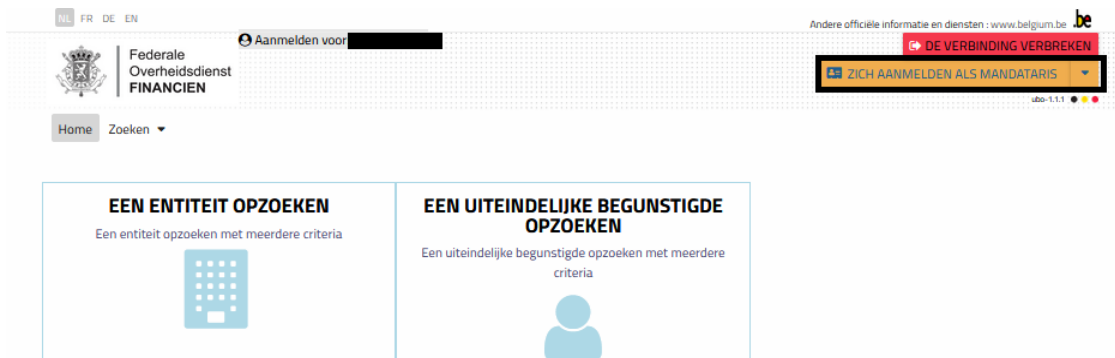 NL FR DE EN
Andere officiële informatie en diensten : www.belgium.be .be
Aanmelden voor
DE VERBINDING VERBREKEN
Federale
Overheidsdienst
FINANCIEN
ZICH AANMELDEN ALS MANDATARIS
ubo-1.1.1
Home Zoeken
EEN ENTITEIT OPZOEKEN
Een entiteit opzoeken met meerdere criteria
EEN UITEINDELIJKE BEGUNSTIGDE
OPZOEKEN
Een uiteindelijke begunstigde opzoeken met meerdere
criteria